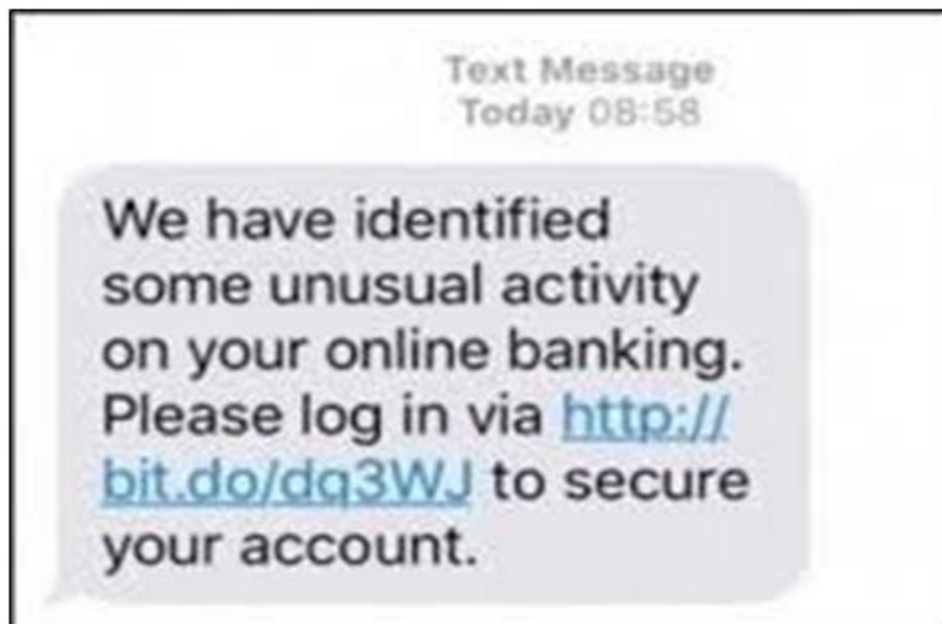 Text Message
Today 08:58
We have identified
some unusual activity
on your online banking.
Please log in via http://
bit.do/dq3WJ to secure
your account.